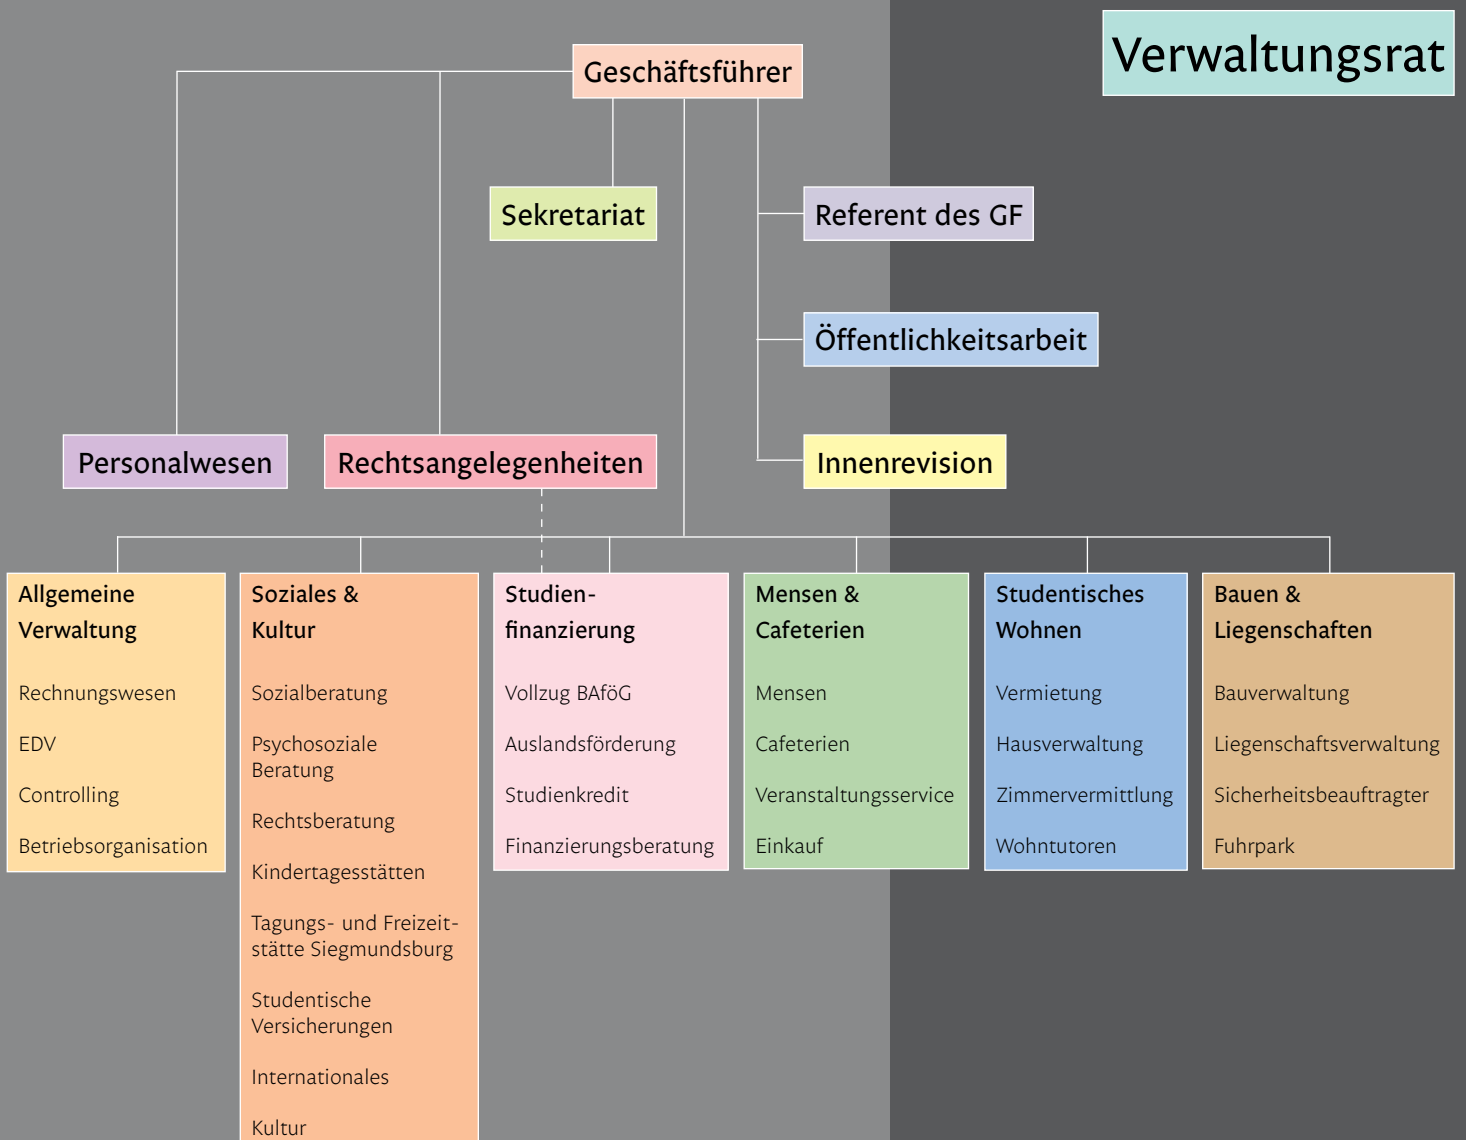 Verwaltungsrat
Geschäftsführer
Sekretariat
Referent des GF
Öffentlichkeitsarbeit
Personalwesen
Rechtsangelegenheiten
Innenrevision
Allgemeine
Verwaltung
Rechnungswesen
EDV
Controlling
Betriebsorganisation
Soziales &
Kultur
Sozialberatung
Psychosoziale
Beratung
Rechtsberatung
Kindertagesstätten
Tagungs- und Freizeit-
stätte Siegmundsburg
Studentische
Versicherungen
Internationales
Kultur
Studien-
finanzierung
Vollzug BAföG
Auslandsförderung
Studienkredit
Finanzierungsberatung
Mensen &
Cafeterien
Mensen
Cafeterien
Veranstaltungsservice
Einkauf
Studentisches
Wohnen
Vermietung
Hausverwaltung
Zimmervermittlung
Wohntutoren
Bauen &
Liegenschaften
Bauverwaltung
Liegenschaftsverwaltung
Sicherheitsbeauftragter
Fuhrpark